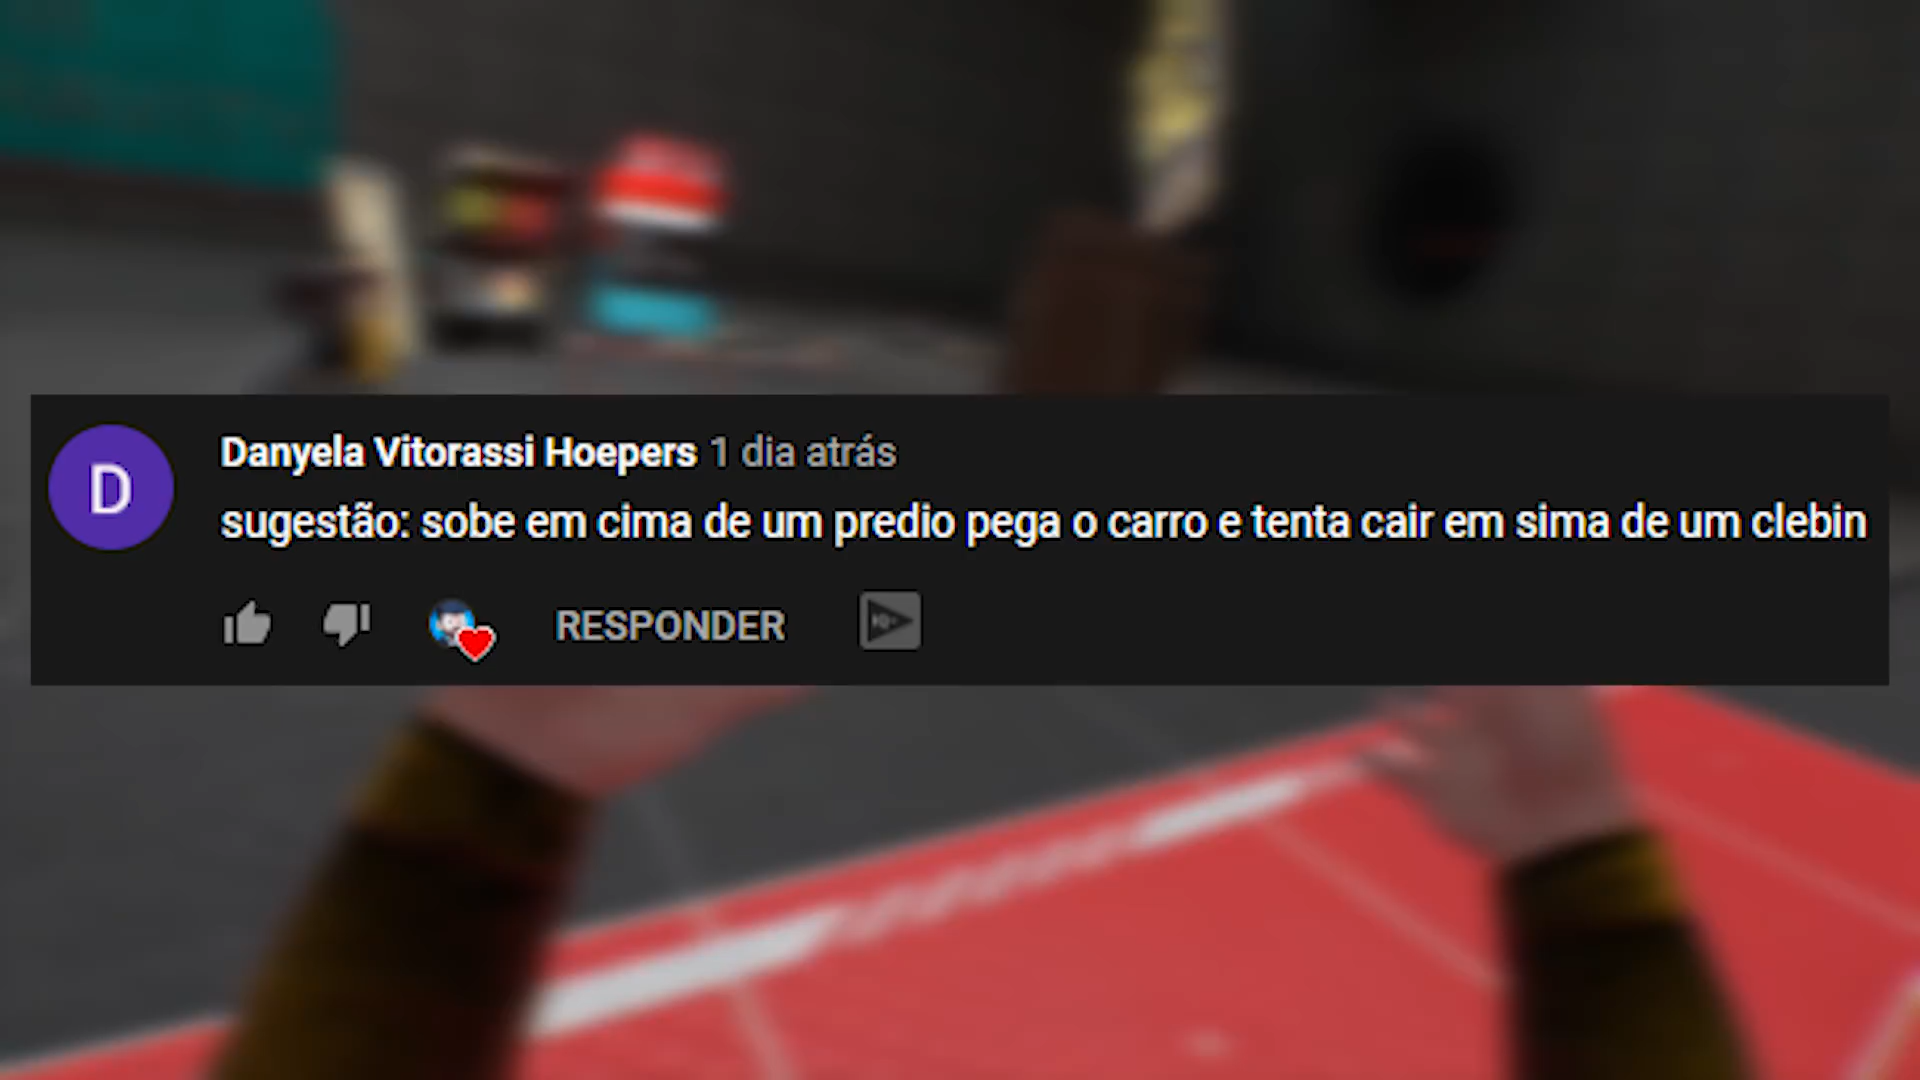 D
Danyela Vitorassi Hoepers 1 dia atrás
sugestão: sobe em cima de um predio pega o carro e tenta cair em sima de um clebin
RESPONDER